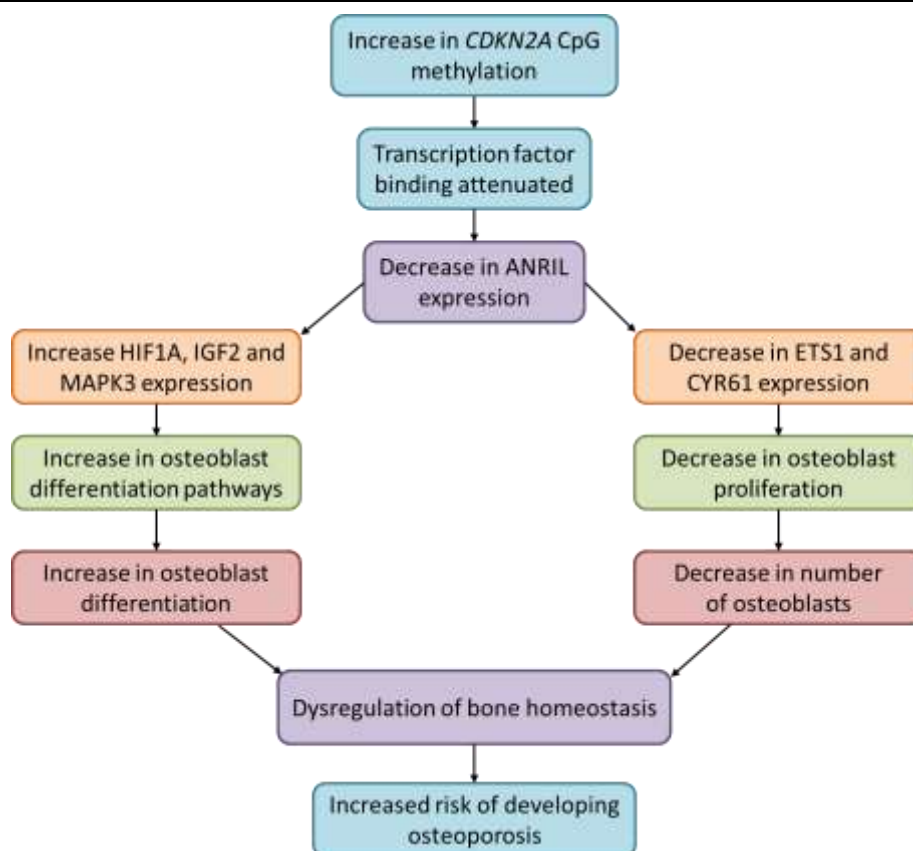 Increase in CDKN2A CpG
methylation
Transcription factor
binding attenuated
Decrease in ANRIL
expression
Increase HIF1A, IGF2 and
MAPK3 expression
Decrease in ETS1 and
CYR61 expression
Increase in osteoblast
differentiation pathways
Decrease in osteoblast
proliferation
Increase in osteoblast
differentiation
Decrease in number
of osteoblasts
Dysregulation of bone homeostasis
Increased risk of developing
osteoporosis